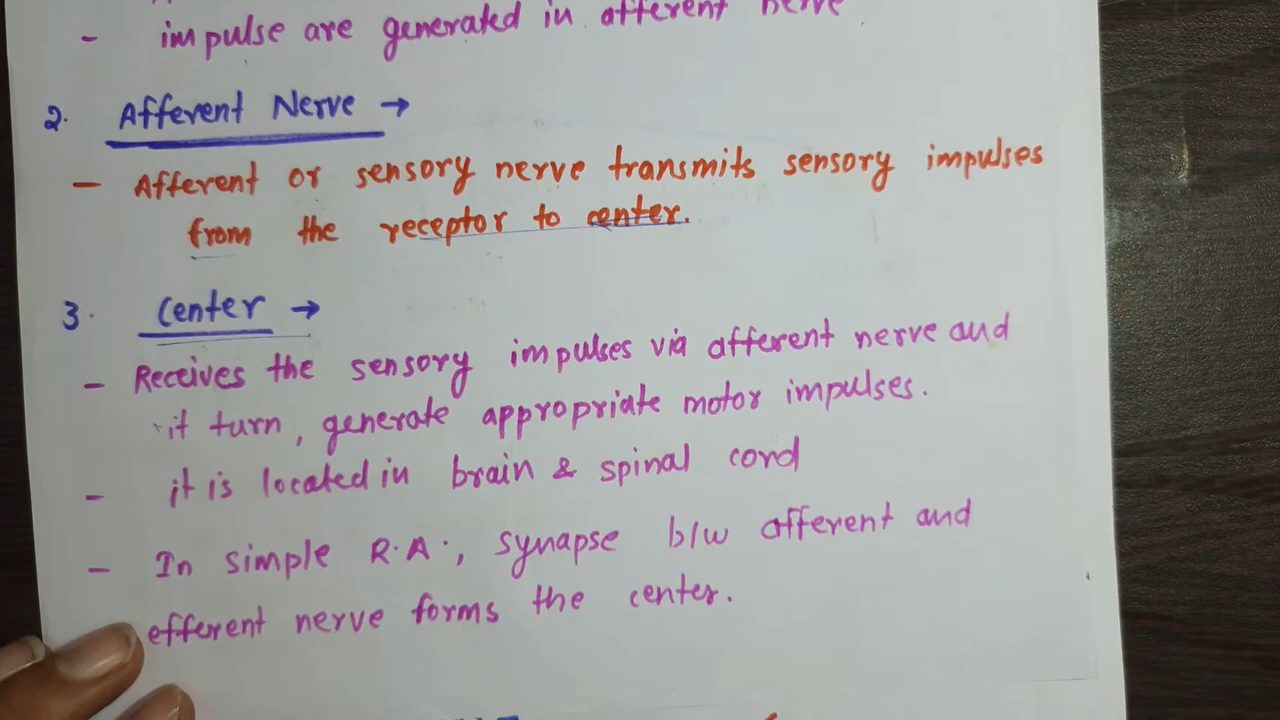 - impulse are generated in afferent nerve
2. Afferent Nerve →
- Afferent or sensory nerve transmits sensory impulses
from the receptor to center.
3. Center →
- Receives the sensory impulses via afferent nerve and
it turn, generate appropriate motor impulses.
- it is located in brain & spinal cord
- In simple R.A., synapse b/w afferent and
efferent nerve forms the center.